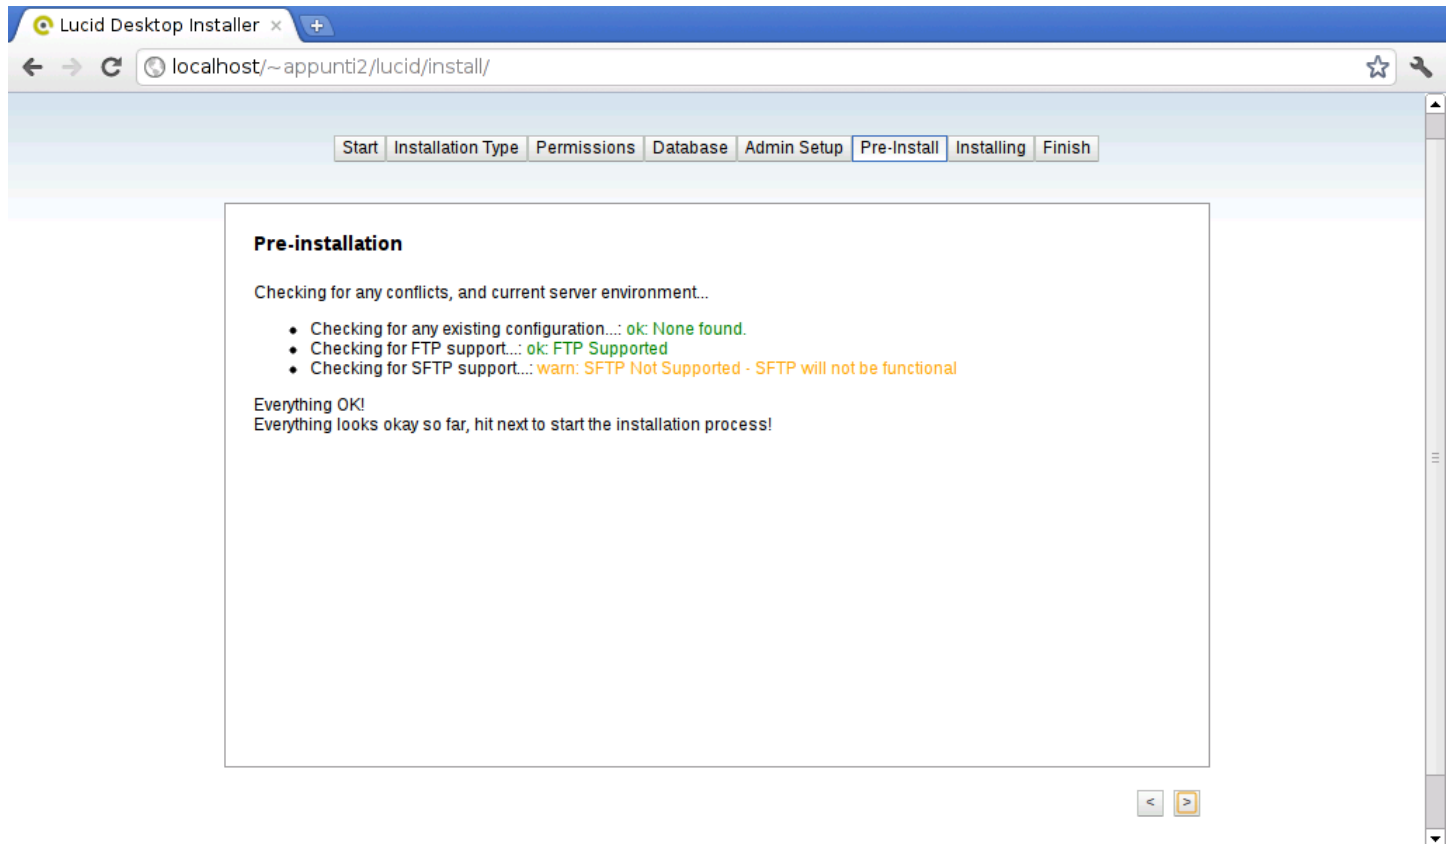 Lucid Desktop Installer
localhost/~appunti2/lucid/install/
Start Installation Type Permissions Database Admin Setup Pre-Install Installing Finish
Pre-installation
Checking for any conflicts, and current server environment...
Checking for any existing configuration...: ok: None found.
Checking for FTP support...: ok: FTP Supported
Checking for SFTP support...: warn: SFTP Not Supported - SFTP will not be functional
Everything OK!
Everything looks okay so far, hit next to start the installation process!
< >